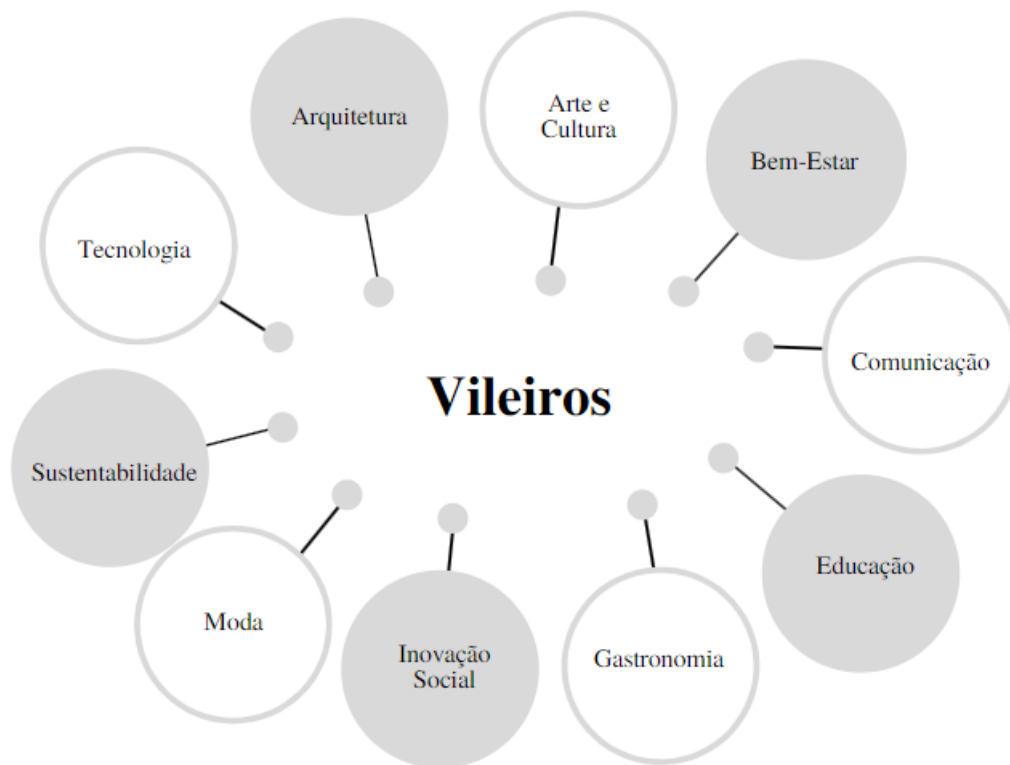 Arquitetura
Arte e
Cultura
Bem-Estar
Tecnologia
Comunicação
Vileiros
Sustentabilidade
Educação
Moda
Inovação
Social
Gastronomia